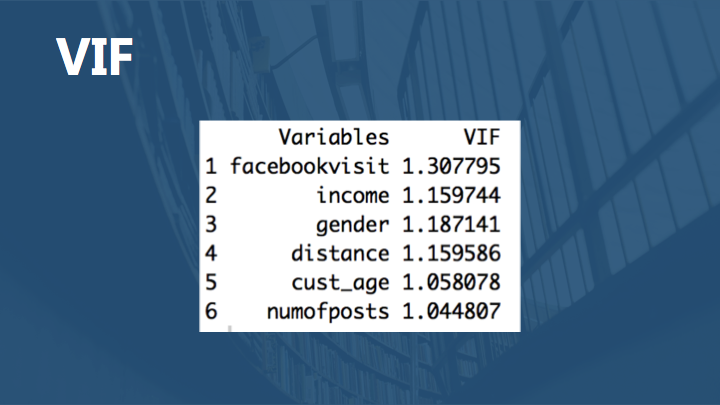 VIF
Variables VIF
1 facebookvisit 1.307795
2 income 1.159744
3 gender 1.187141
4 distance 1.159586
5 cust_age 1.058078
6 numofposts 1.044807